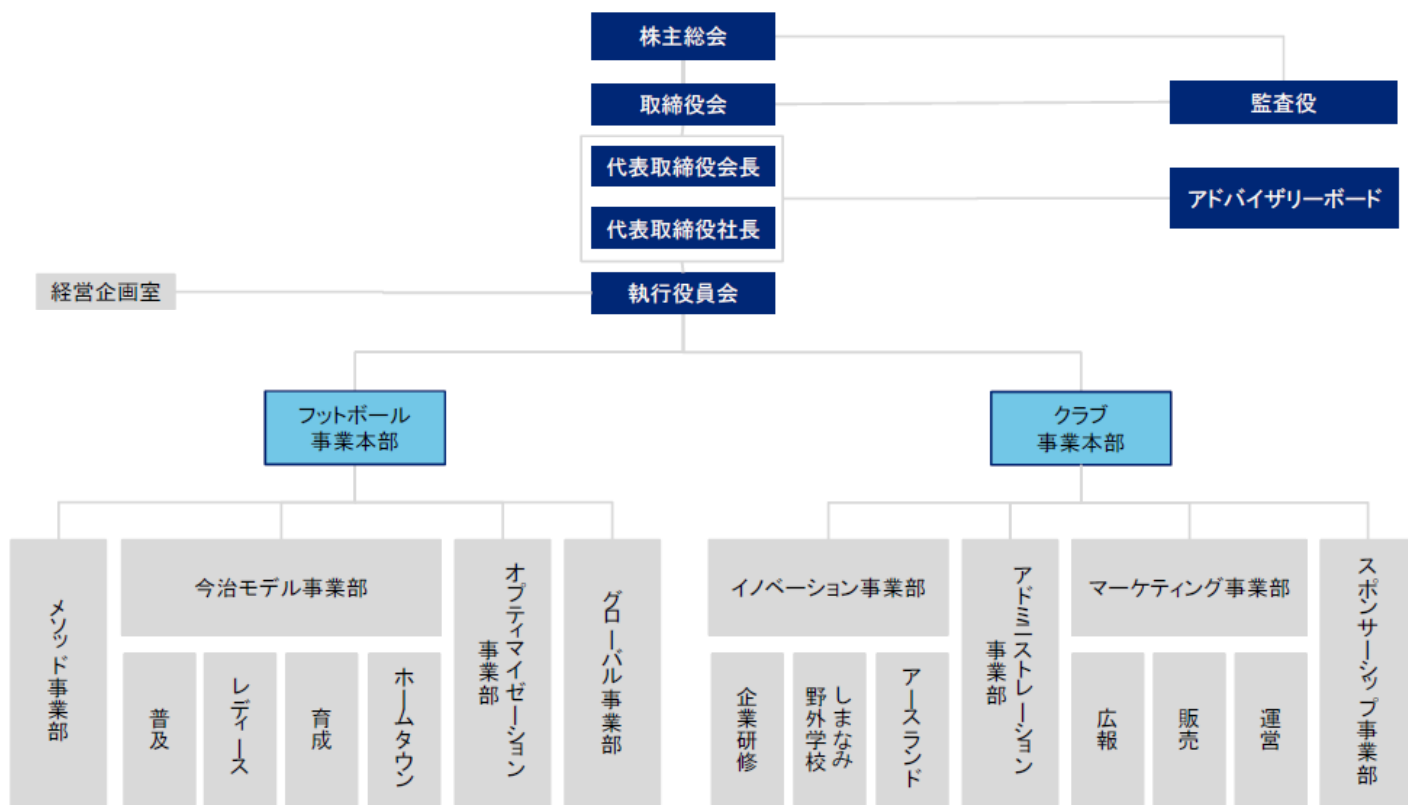 株主総会
取締役会
監査役
代表取締役会長
アドバイザリーボード
代表取締役社長
経営企画室
執行役員会
フットボール
事業本部
クラブ
事業本部
メソッド事業部
今治モデル事業部
オプティマイゼーション
事業部
グローバル事業部
イノベーション事業部
アドミニストレーション
事業部
マーケティング事業部
スポンサーシップ事業部
普及
レディース
育成
ホームタウン
企業研修
しまなみ
野外学校
アースランド
広報
販売
運営